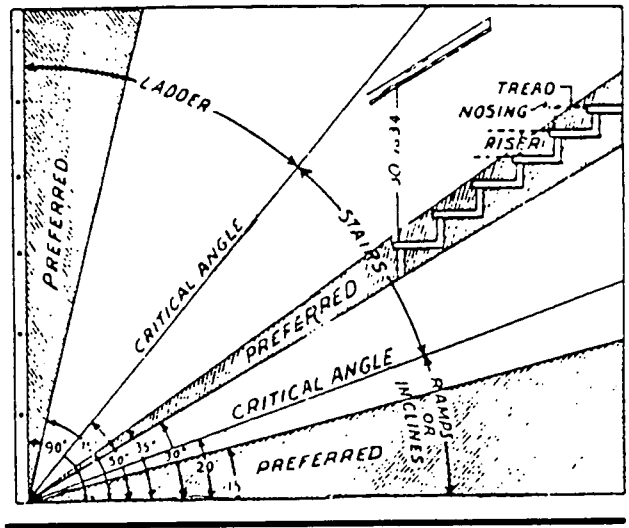 LADDER
TREAD
NOSING
RISER
PREFERRED
STAIRS
CRITICAL ANGLE
PREFERRED
CRITICAL ANGLE
RAMPS
OR
INCLINES
PREFERRED
90°
50°
35°
30°
20°
15